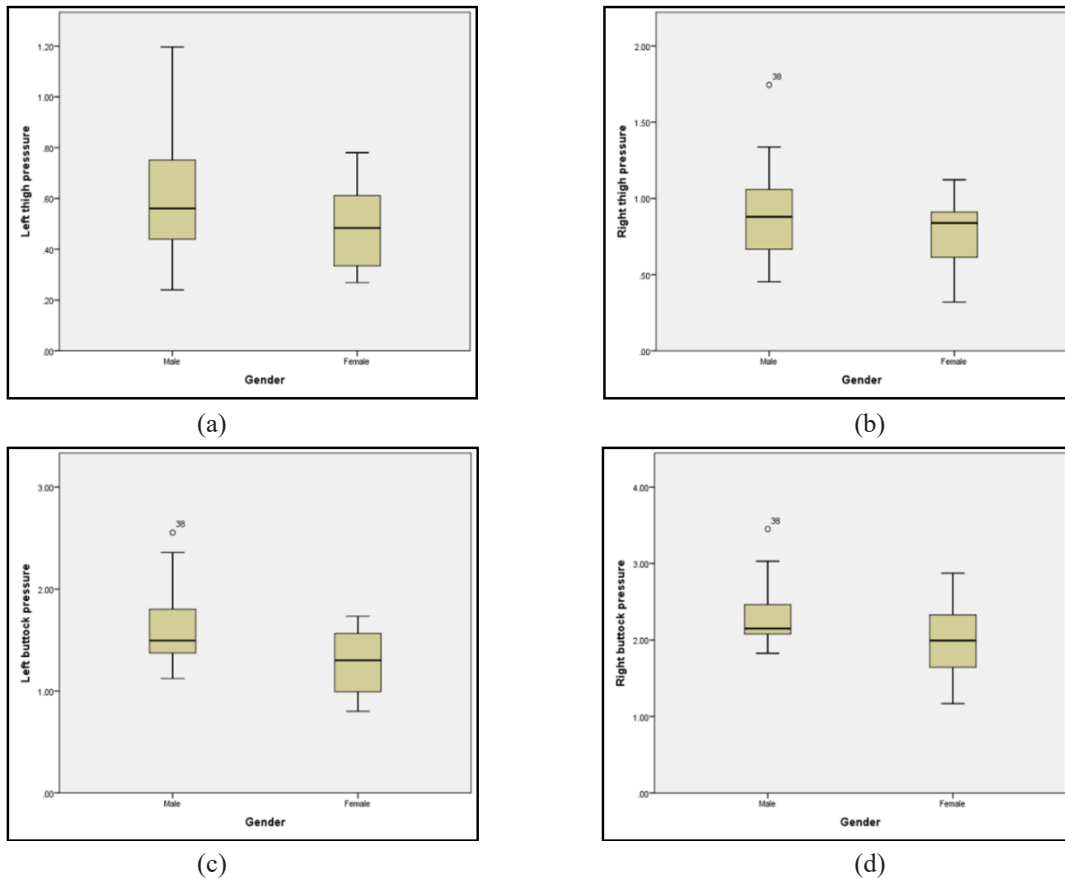 1.20
1.00
.80
.60
.40
.20
.00
Left thigh presssure
Male
Female
Gender
(a)
2.00
1.50
1.00
.50
.00
Right thigh presssure
38
Male
Female
Gender
(b)
3.00
2.00
1.00
.00
Left buttock pressure
38
Male
Female
Gender
(c)
4.00
3.00
2.00
1.00
.00
Right buttock pressure
38
Male
Female
Gender
(d)